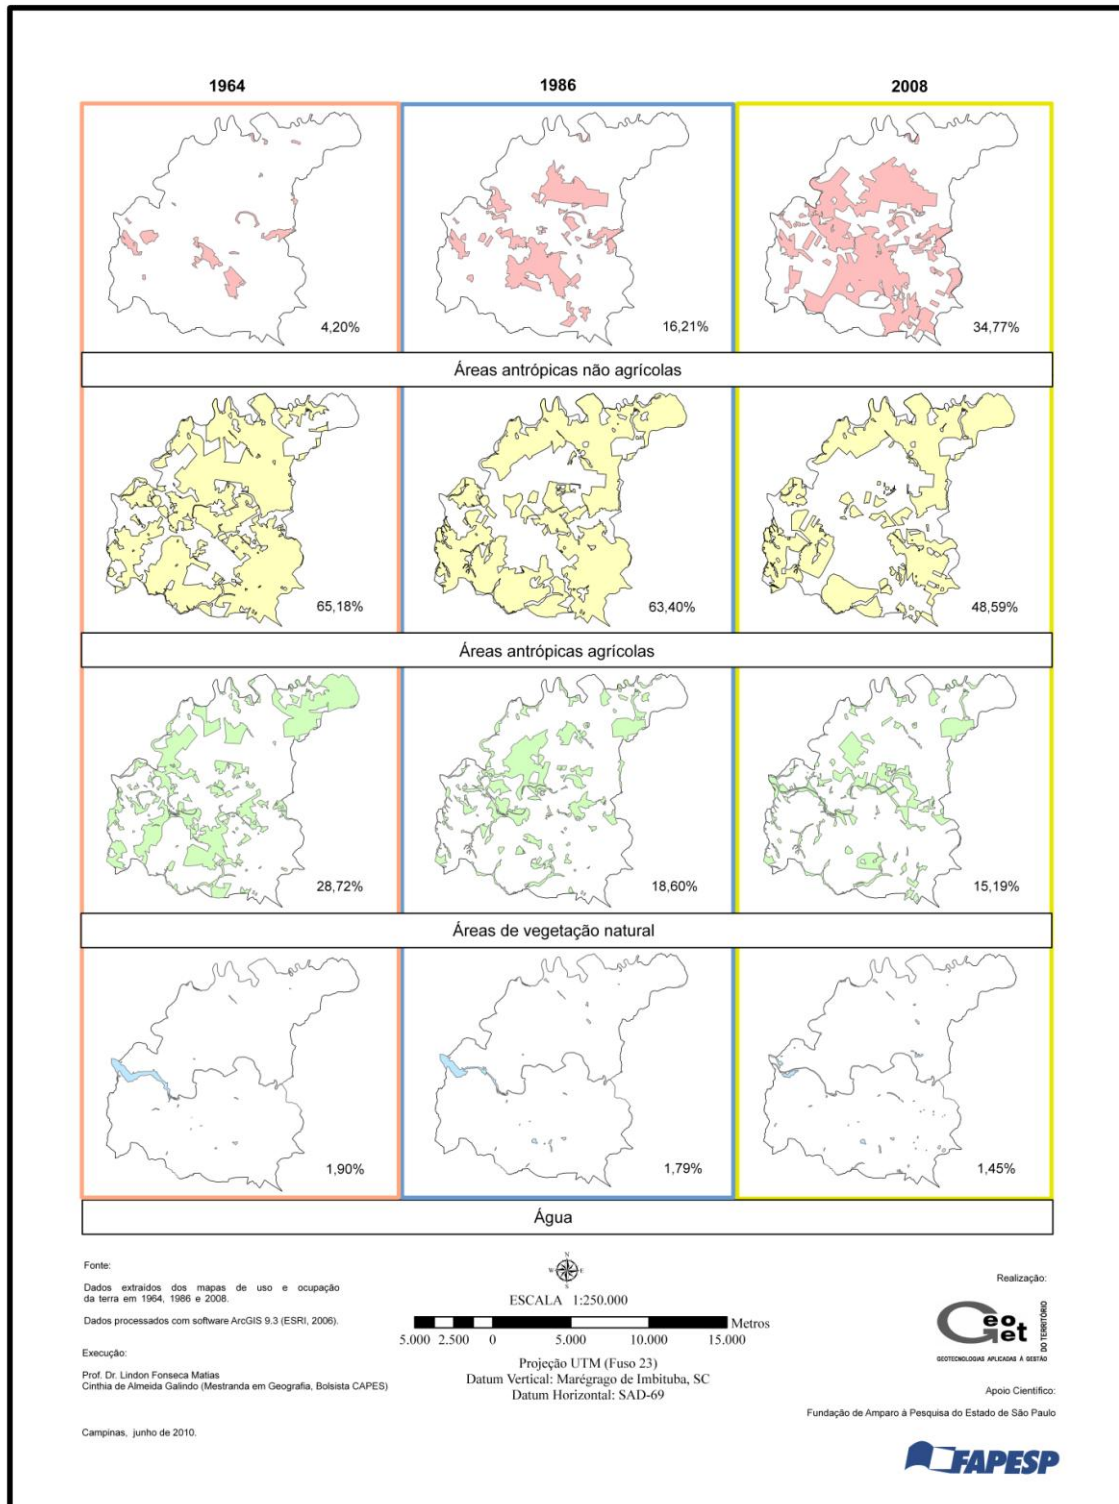 1964
1986
2008
4,20%
16,21%
34,77%
Áreas antrópicas não agrícolas
65,18%
63,40%
48,59%
Áreas antrópicas agrícolas
28,72%
18,60%
15,19%
Áreas de vegetação natural
1,90%
1,79%
1,45%
Água
Fonte:
Dados extraídos dos mapas de uso e ocupação
da terra em 1964, 1986 e 2008.
Dados processados com software ArcGIS 9.3 (ESRI, 2006).
Execução:
Prof. Dr. Lindon Fonseca Matias
Cinthia de Almeida Galindo (Mestranda em Geografia, Bolsista CAPES)
Campinas, junho de 2010.
N
W E
S
ESCALA 1:250.000
Metros
5.000 2.500 0 5.000 10.000 15.000
Projeção UTM (Fuso 23)
Datum Vertical: Marégrago de Imbituba, SC
Datum Horizontal: SAD-69
Realização:
Geoget
DO TERRITÓRIO
GEOTECNOLOGIAS APLICADAS À GESTÃO
Apoio Científico:
Fundação de Amparo à Pesquisa do Estado de São Paulo
FAPESP